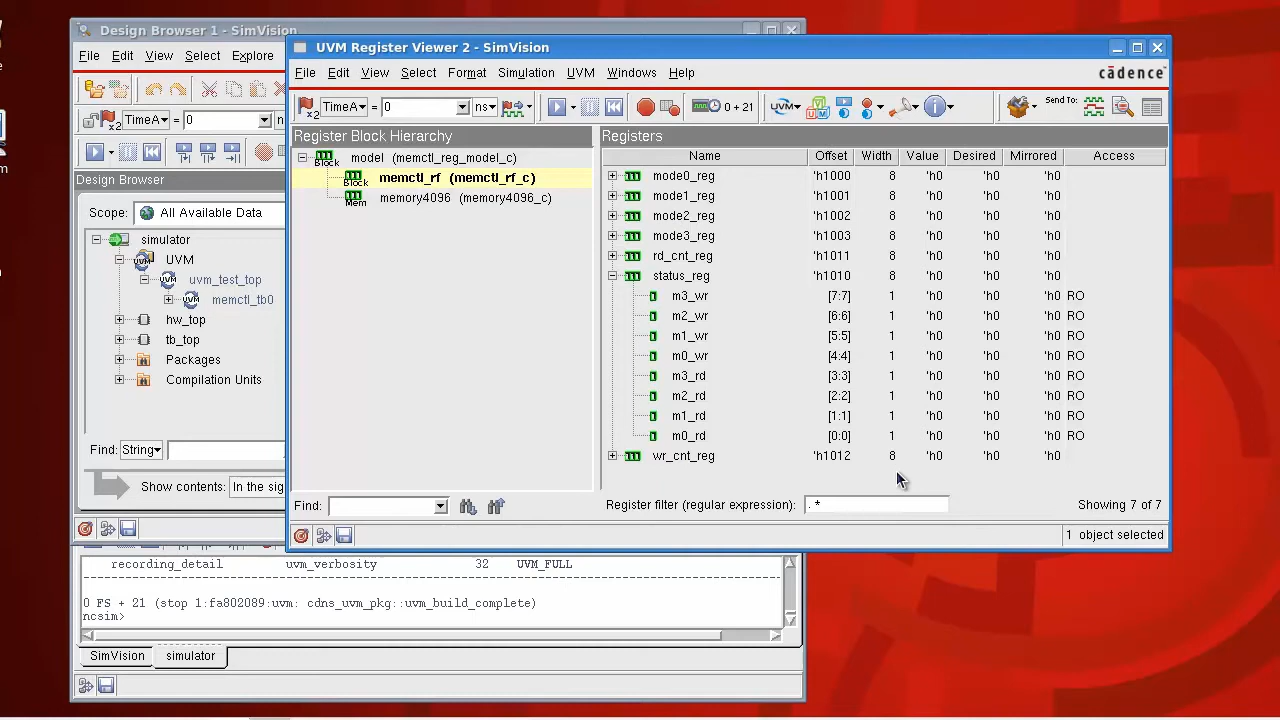 Design Browser 1 - SimVision
File Edit View Select Explore
TimeA = 0
Design Browser
Scope: All Available Data
simulator
UVM
uvm_test_top
memctl_tb0
hw_top
tb_top
Packages
Compilation Units
Find: String
Show contents: In the sig
UVM Register Viewer 2 - SimVision
File Edit View Select Format Simulation UVM Windows Help
cādence
TimeA = 0 ns 0 + 21 UVM Send To:
Register Block Hierarchy
model (memctl_reg_model_c)
memctl_rf (memctl_rf_c)
memory4096 (memory4096_c)
Find:
Registers
Name Offset Width Value Desired Mirrored Access
mode0_reg 'h1000 8 'h0 'h0 'h0
mode1_reg 'h1001 8 'h0 'h0 'h0
mode2_reg 'h1002 8 'h0 'h0 'h0
mode3_reg 'h1003 8 'h0 'h0 'h0
rd_cnt_reg 'h1011 8 'h0 'h0 'h0
status_reg 'h1010 8 'h0 'h0 'h0
m3_wr [7:7] 1 'h0 'h0 'h0 RO
m2_wr [6:6] 1 'h0 'h0 'h0 RO
m1_wr [5:5] 1 'h0 'h0 'h0 RO
m0_wr [4:4] 1 'h0 'h0 'h0 RO
m3_rd [3:3] 1 'h0 'h0 'h0 RO
m2_rd [2:2] 1 'h0 'h0 'h0 RO
m1_rd [1:1] 1 'h0 'h0 'h0 RO
m0_rd [0:0] 1 'h0 'h0 'h0 RO
wr_cnt_reg 'h1012 8 'h0 'h0 'h0
Register filter (regular expression): .* Showing 7 of 7
1 object selected
recording_detail uvm_verbosity 32 UVM_FULL
--------------------------------------------------------------------------------
0 FS + 21 (stop 1:fa802089:uvm: cdns_uvm_pkg::uvm_build_complete)
ncsim>
SimVision simulator